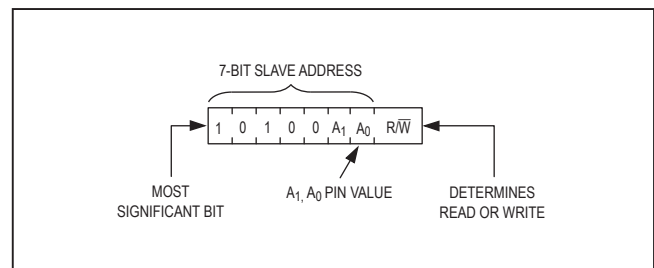 7-BIT SLAVE ADDRESS
1 0 1 0 0 A1 A0 R/W̅
MOST
SIGNIFICANT BIT
A1, A0 PIN VALUE
DETERMINES
READ OR WRITE